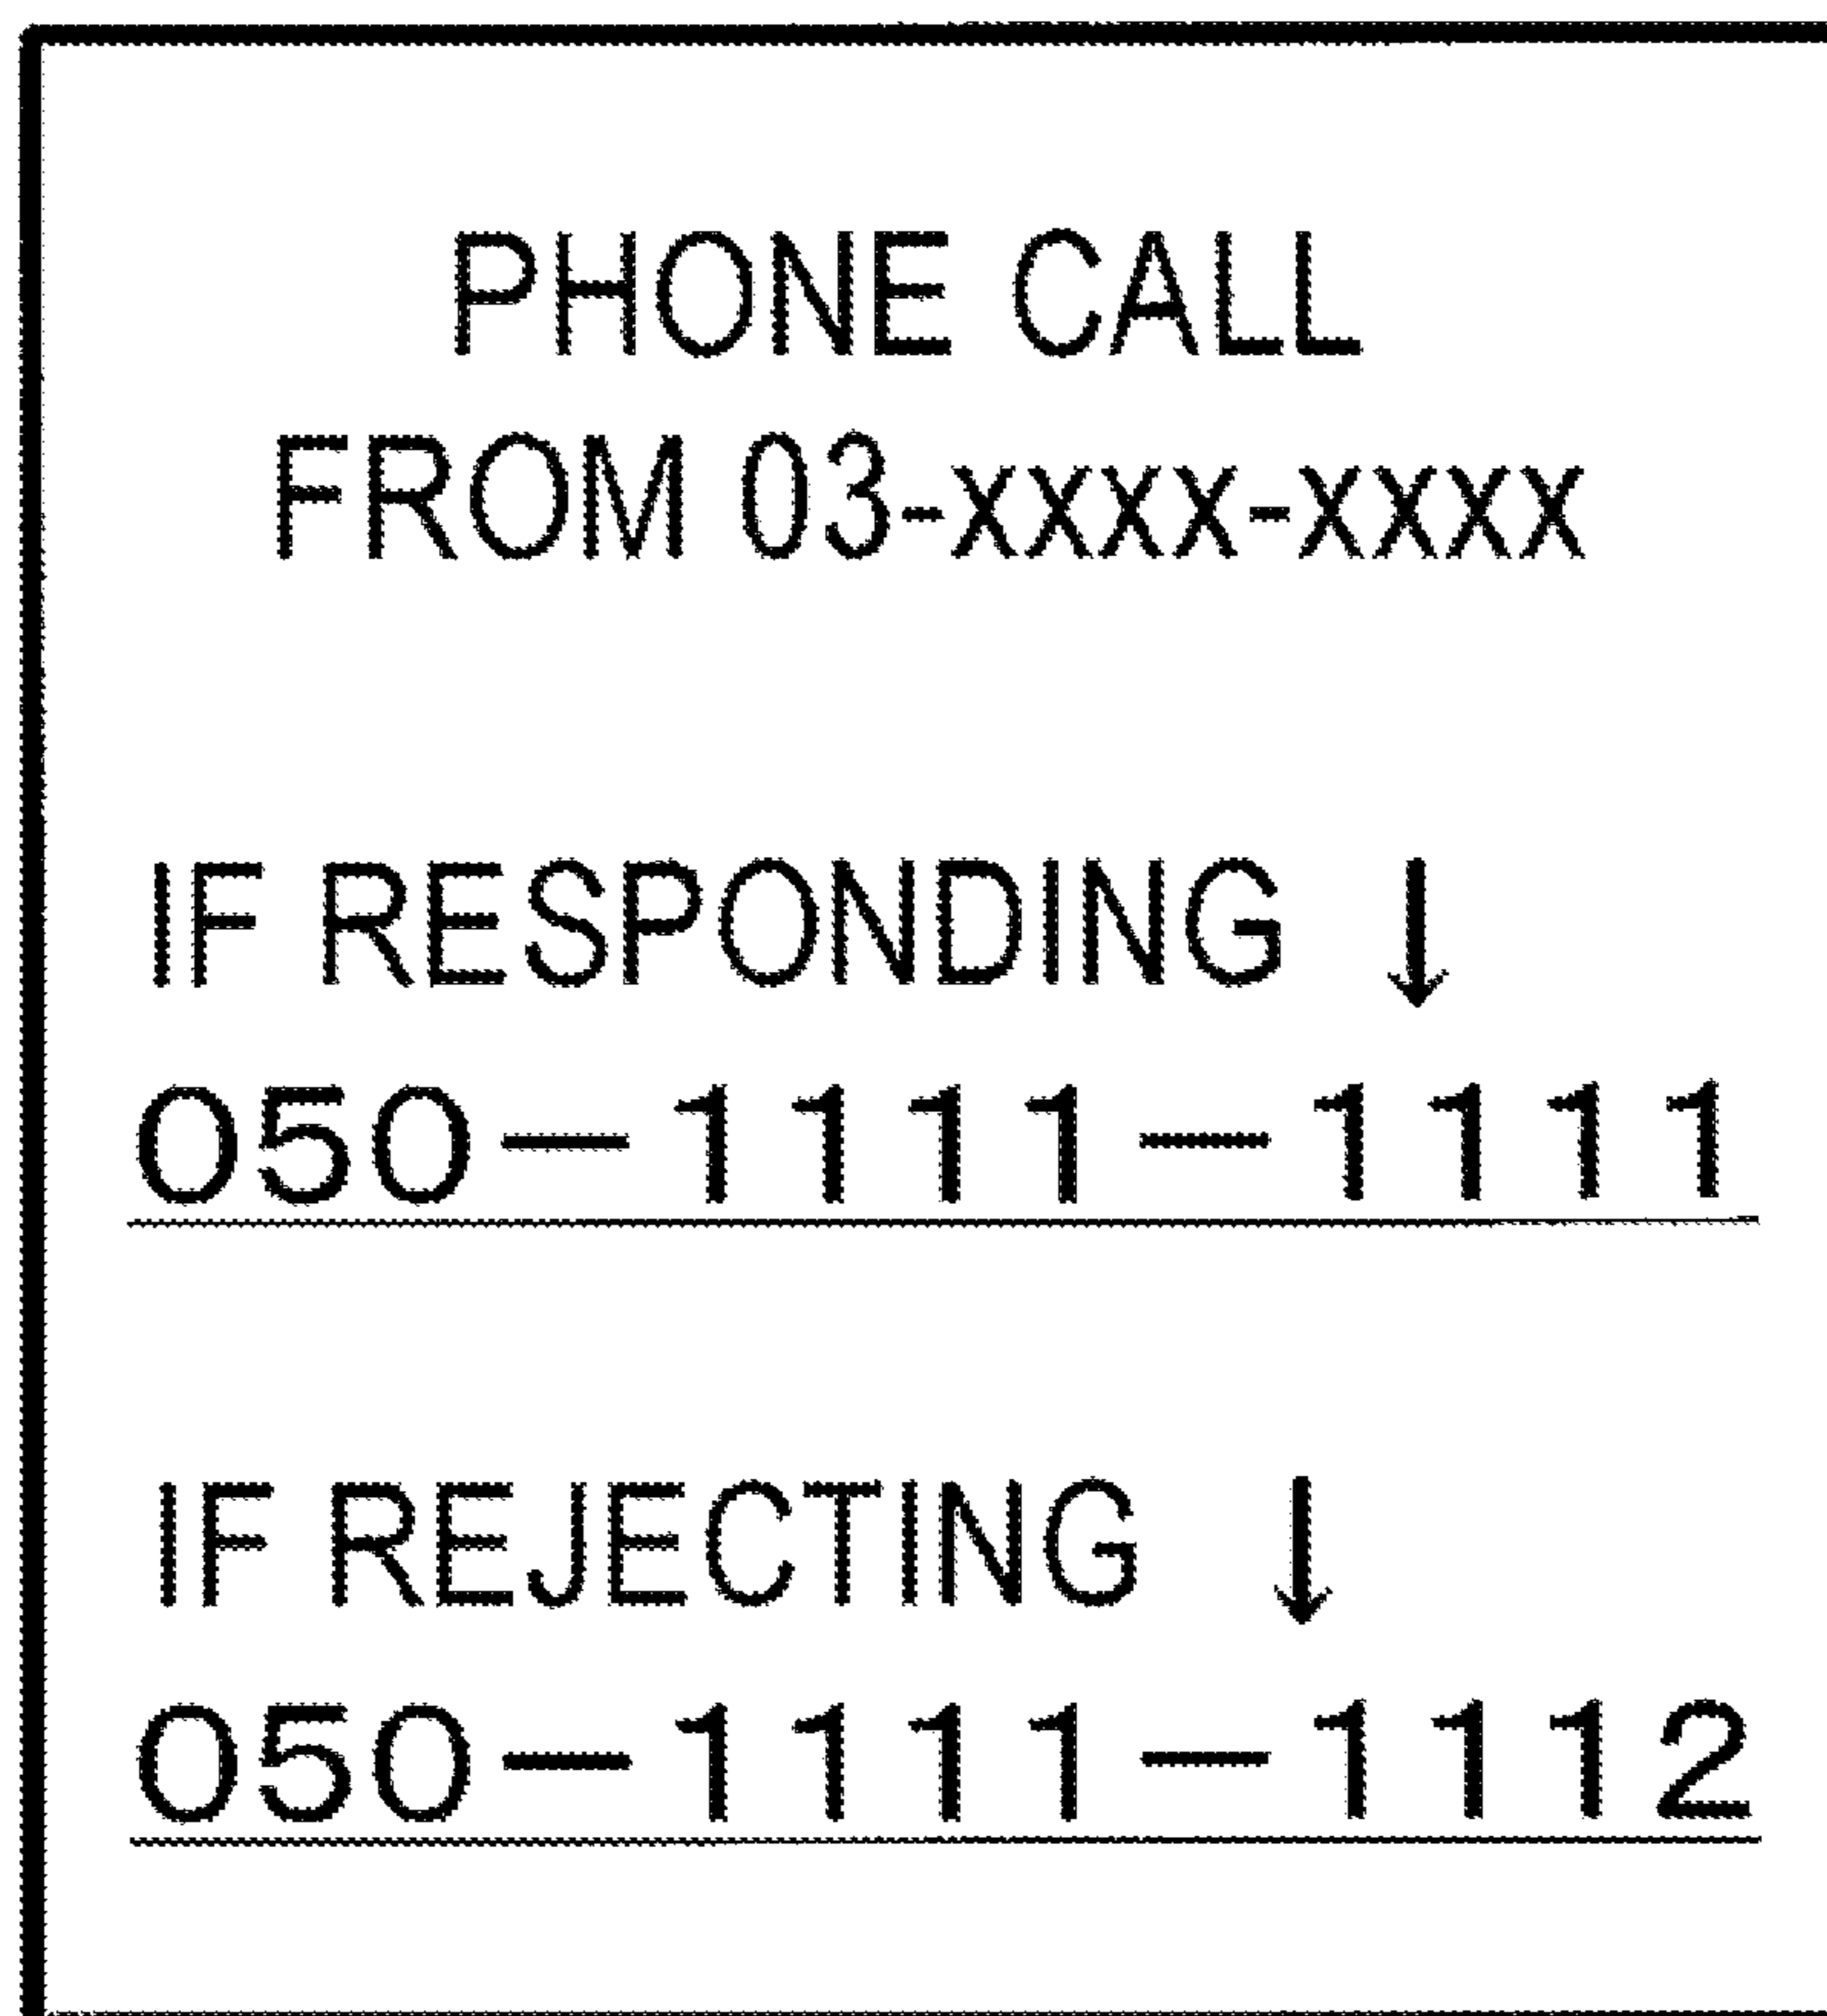 PHONE CALL
FROM 03-xxxx-xxxx
IF RESPONDING ↓
050—1111—1111
IF REJECTING ↓
050—1111—1112